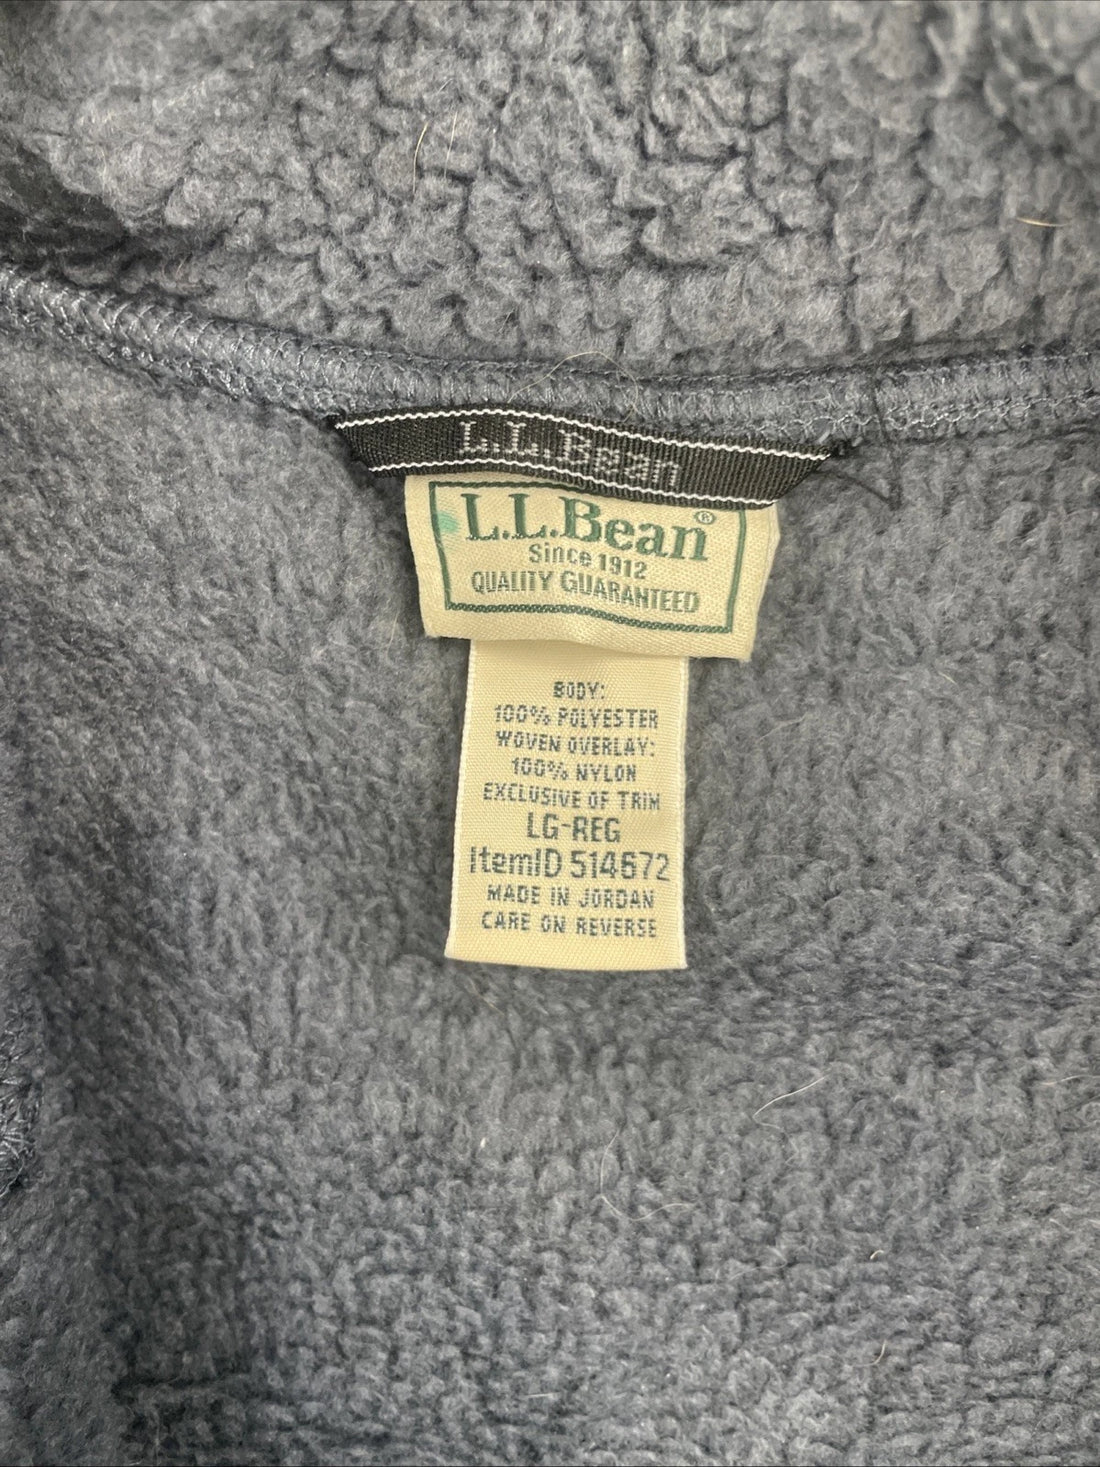 L.L.Bean
L.L.Bean®
Since 1912
QUALITY GUARANTEED
BODY:
100% POLYESTER
WOVEN OVERLAY:
100% NYLON
EXCLUSIVE OF TRIM
LG-REG
ItemID 514672
MADE IN JORDAN
CARE ON REVERSE